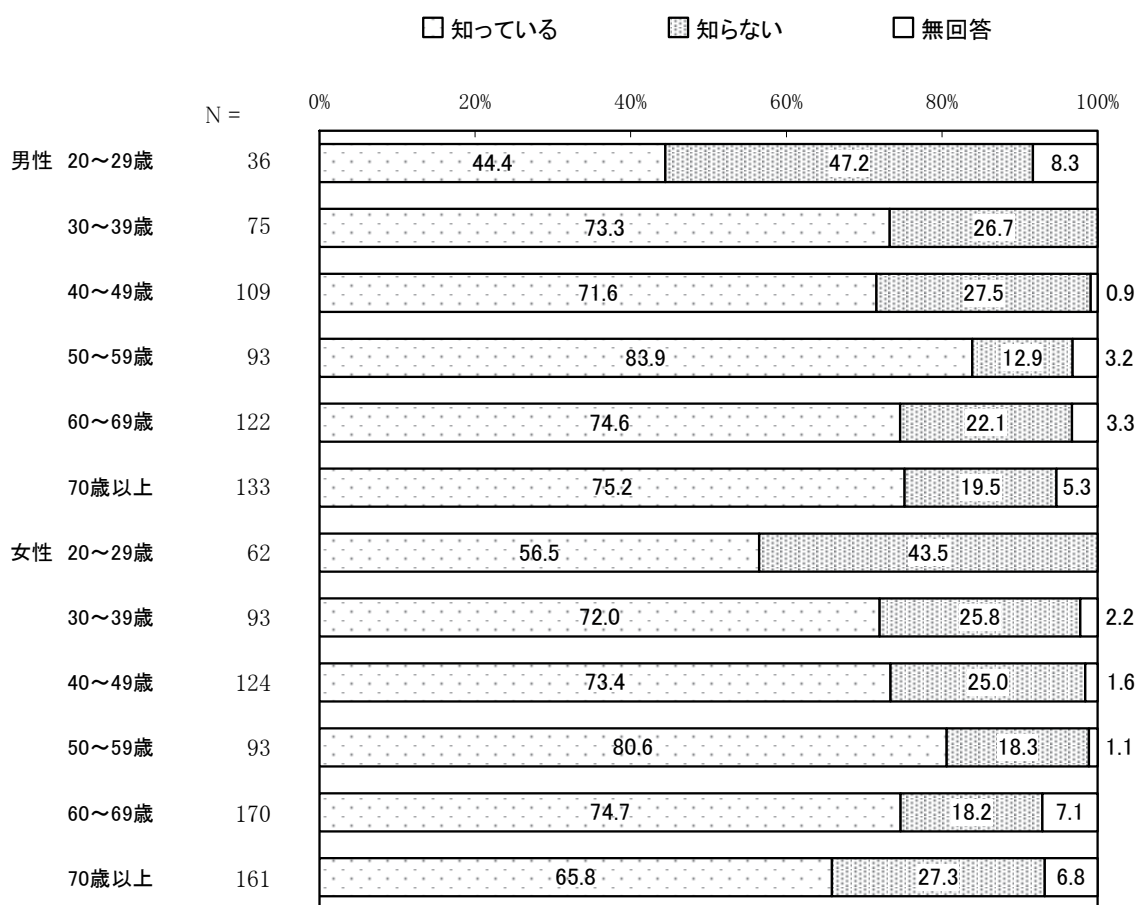 知っている 知らない 無回答
N = 0% 20% 40% 60% 80% 100%
男性 20～29歳 36 44.4 47.2 8.3
30～39歳 75 73.3 26.7
40～49歳 109 71.6 27.5 0.9
50～59歳 93 83.9 12.9 3.2
60～69歳 122 74.6 22.1 3.3
70歳以上 133 75.2 19.5 5.3
女性 20～29歳 62 56.5 43.5
30～39歳 93 72.0 25.8 2.2
40～49歳 124 73.4 25.0 1.6
50～59歳 93 80.6 18.3 1.1
60～69歳 170 74.7 18.2 7.1
70歳以上 161 65.8 27.3 6.8